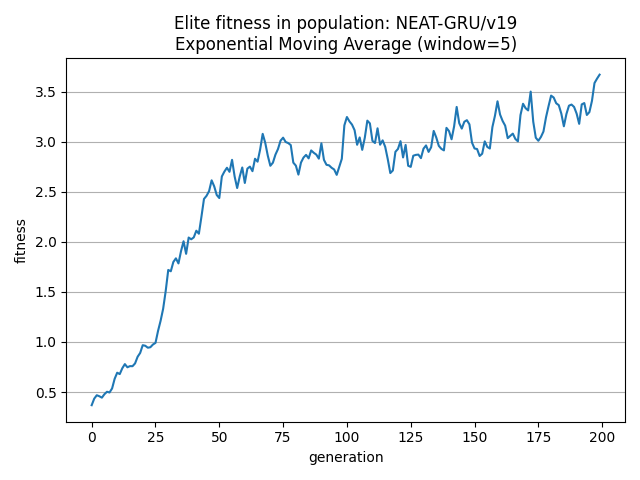 Elite fitness in population: NEAT-GRU/v19
Exponential Moving Average (window=5)
fitness
3.5
3.0
2.5
2.0
1.5
1.0
0.5
0 25 50 75 100 125 150 175 200
generation